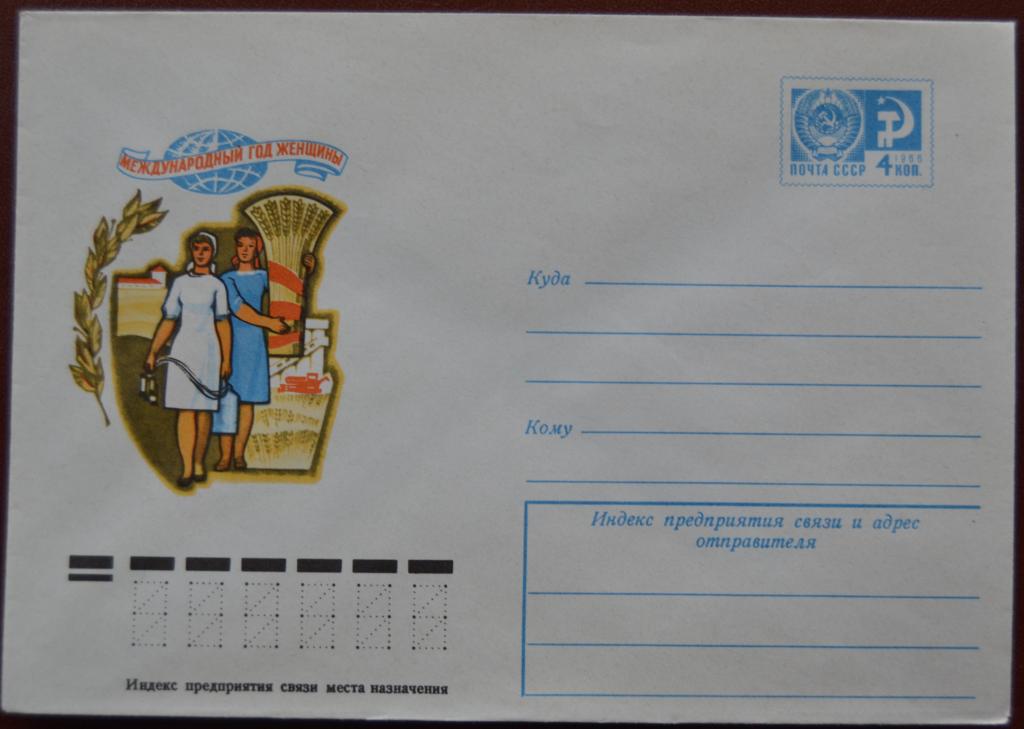 МЕЖДУНАРОДНЫЙ ГОД ЖЕНЩИНЫ
1966
ПОЧТА СССР 4 КОП.
Куда
Кому
Индекс предприятия связи и адрес
отправителя
Индекс предприятия связи места назначения